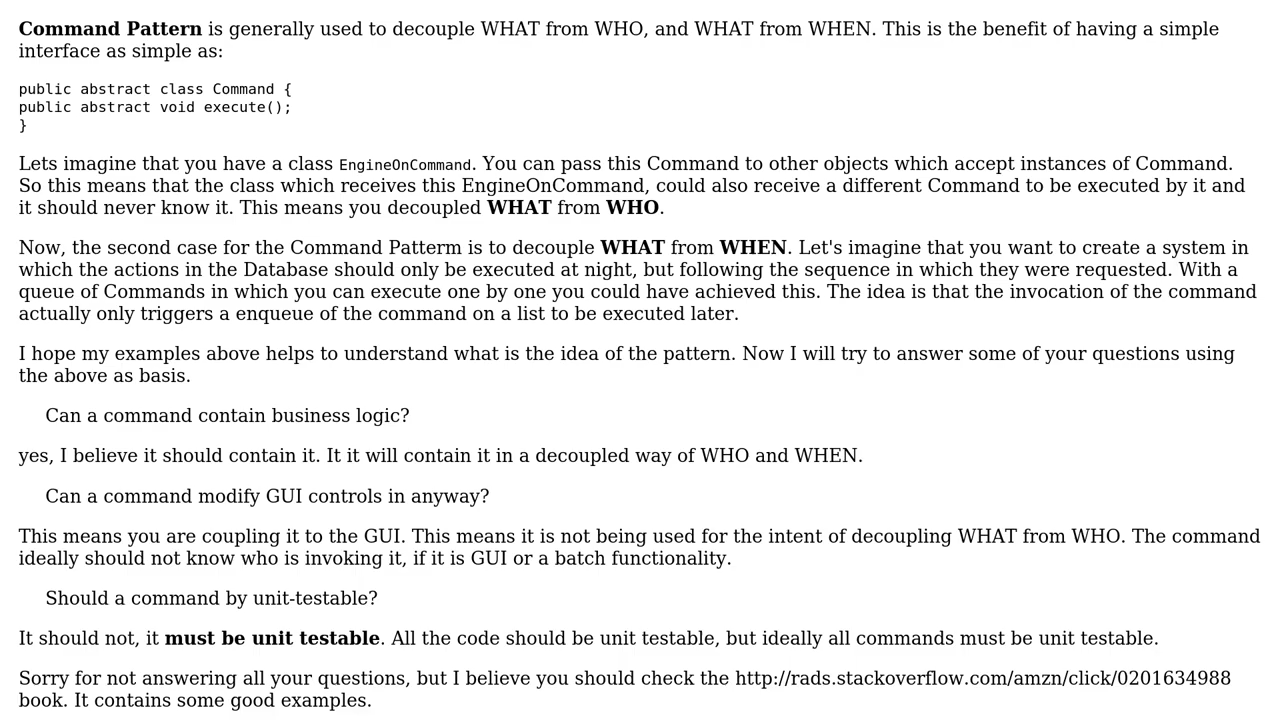 Command Pattern is generally used to decouple WHAT from WHO, and WHAT from WHEN. This is the benefit of having a simple
interface as simple as:
public abstract class Command {
public abstract void execute();
}
Lets imagine that you have a class EngineOnCommand. You can pass this Command to other objects which accept instances of Command.
So this means that the class which receives this EngineOnCommand, could also receive a different Command to be executed by it and
it should never know it. This means you decoupled WHAT from WHO.
Now, the second case for the Command Patterm is to decouple WHAT from WHEN. Let's imagine that you want to create a system in
which the actions in the Database should only be executed at night, but following the sequence in which they were requested. With a
queue of Commands in which you can execute one by one you could have achieved this. The idea is that the invocation of the command
actually only triggers a enqueue of the command on a list to be executed later.
I hope my examples above helps to understand what is the idea of the pattern. Now I will try to answer some of your questions using
the above as basis.
Can a command contain business logic?
yes, I believe it should contain it. It it will contain it in a decoupled way of WHO and WHEN.
Can a command modify GUI controls in anyway?
This means you are coupling it to the GUI. This means it is not being used for the intent of decoupling WHAT from WHO. The command
ideally should not know who is invoking it, if it is GUI or a batch functionality.
Should a command by unit-testable?
It should not, it must be unit testable. All the code should be unit testable, but ideally all commands must be unit testable.
Sorry for not answering all your questions, but I believe you should check the http://rads.stackoverflow.com/amzn/click/0201634988
book. It contains some good examples.